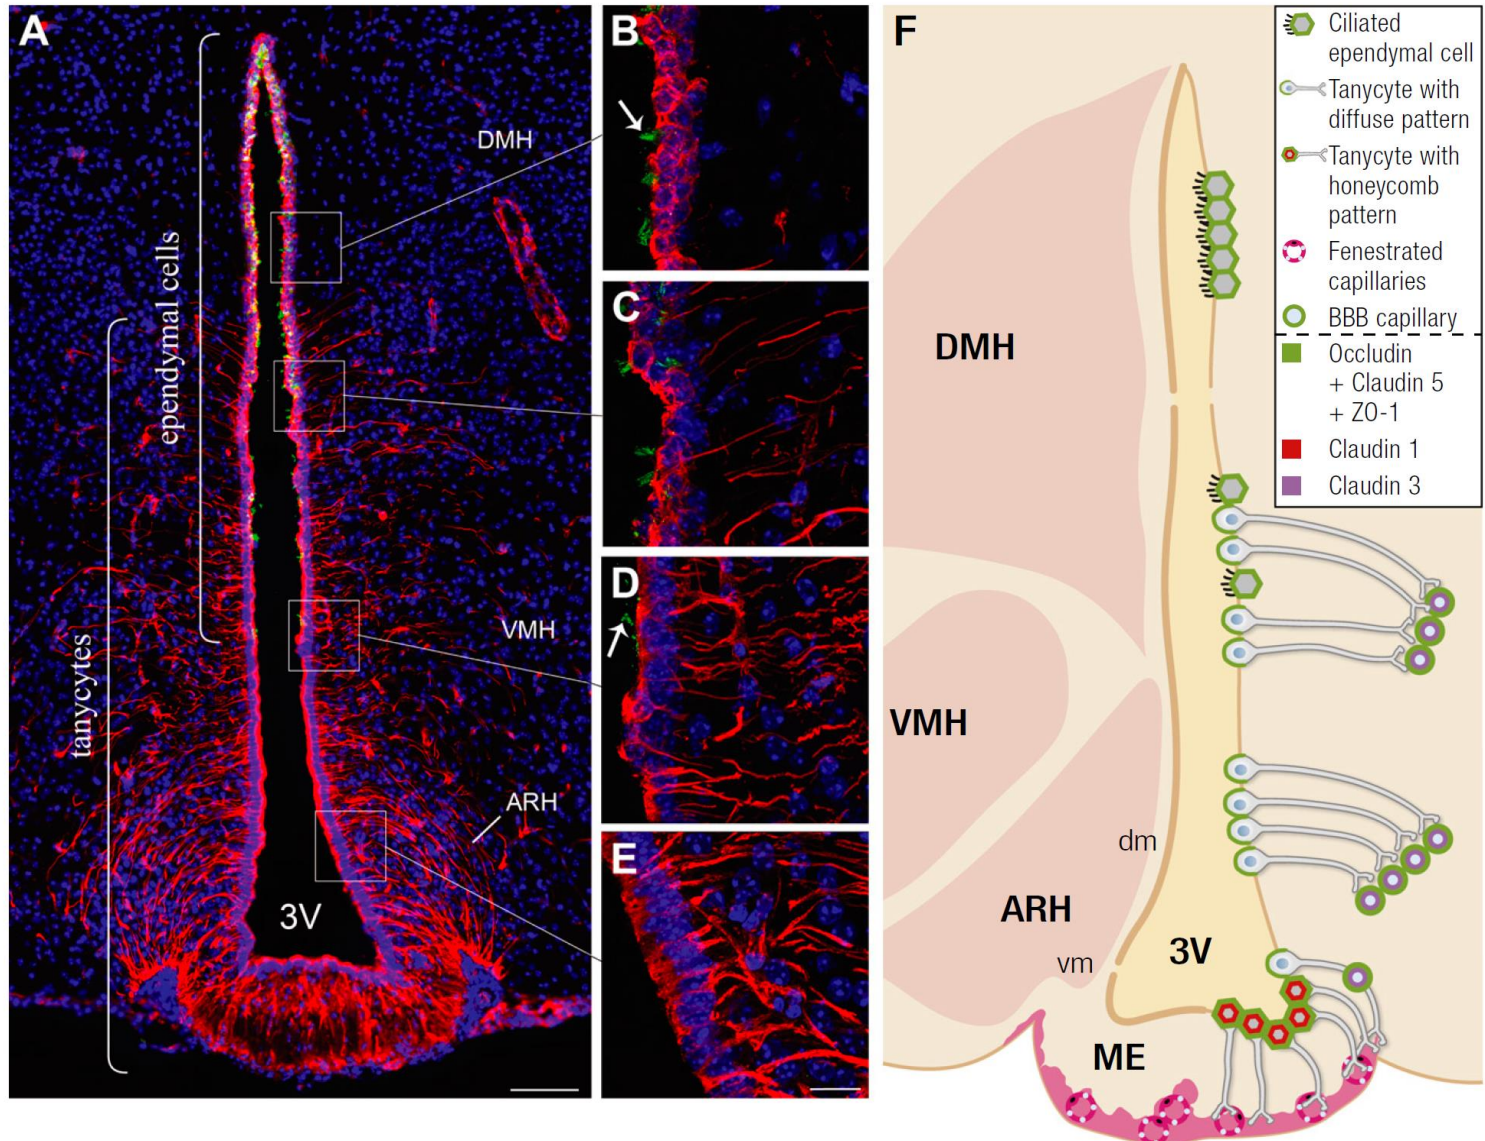 A
DMH
ependymal cells
tanycytes
VMH
ARH
3V
B
C
D
E
F
DMH
VMH
dm
ARH
vm
3V
ME
Ciliated
ependymal cell
Tanycyte with
diffuse pattern
Tanycyte with
honeycomb
pattern
Fenestrated
capillaries
BBB capillary
Occludin
+ Claudin 5
+ ZO-1
Claudin 1
Claudin 3